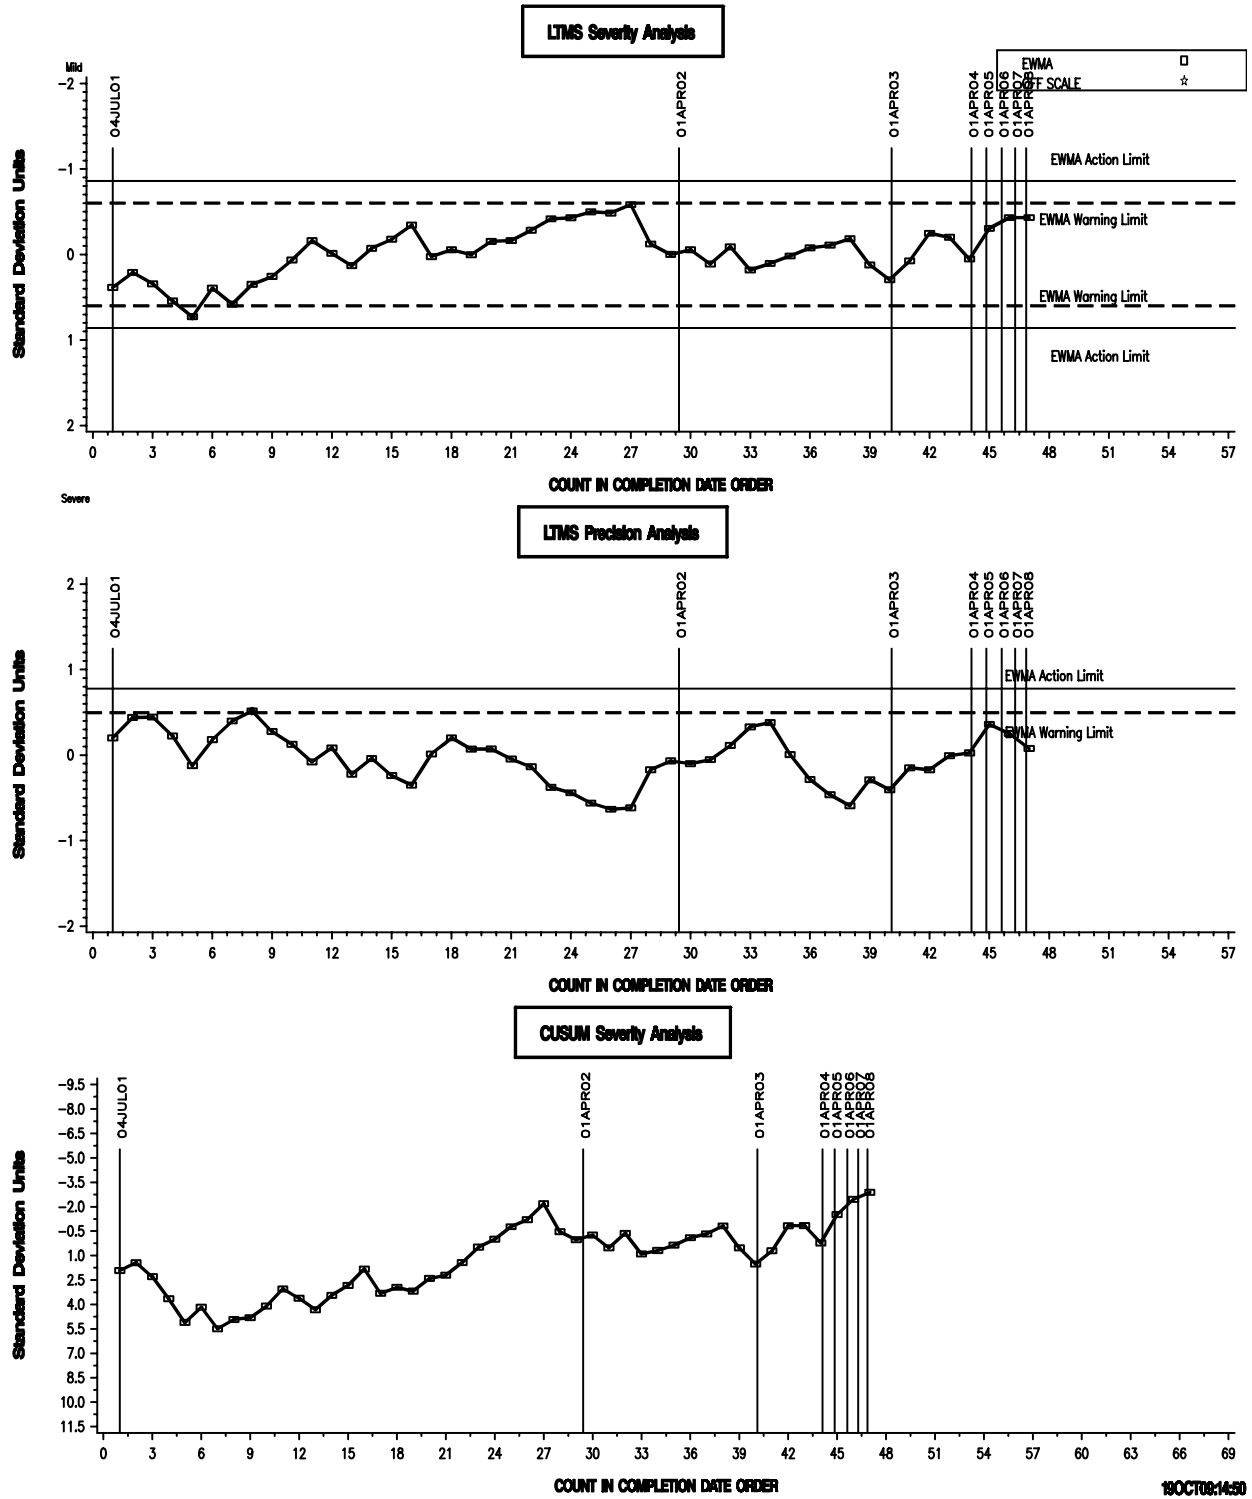 LTMS Severity Analysis
Mild
EWMA
OFF SCALE
04JUL01
01APR02
01APR03
01APR04
01APR05
01APR06
01APR07
01APR08
-2
-1
0
1
2
Standard Deviation Units
EWMA Action Limit
EWMA Warning Limit
EWMA Warning Limit
EWMA Action Limit
0 3 6 9 12 15 18 21 24 27 30 33 36 39 42 45 48 51 54 57
COUNT IN COMPLETION DATE ORDER
Severe
LTMS Precision Analysis
04JUL01
01APR02
01APR03
01APR04
01APR05
01APR06
01APR07
01APR08
2
1
0
-1
-2
Standard Deviation Units
EWMA Action Limit
EWMA Warning Limit
0 3 6 9 12 15 18 21 24 27 30 33 36 39 42 45 48 51 54 57
COUNT IN COMPLETION DATE ORDER
CUSUM Severity Analysis
04JUL01
01APR02
01APR03
01APR04
01APR05
01APR06
01APR07
01APR08
-9.5
-8.0
-6.5
-5.0
-3.5
-2.0
-0.5
1.0
2.5
4.0
5.5
7.0
8.5
10.0
11.5
Standard Deviation Units
0 3 6 9 12 15 18 21 24 27 30 33 36 39 42 45 48 51 54 57 60 63 66 69
COUNT IN COMPLETION DATE ORDER
19OCT09:14:50